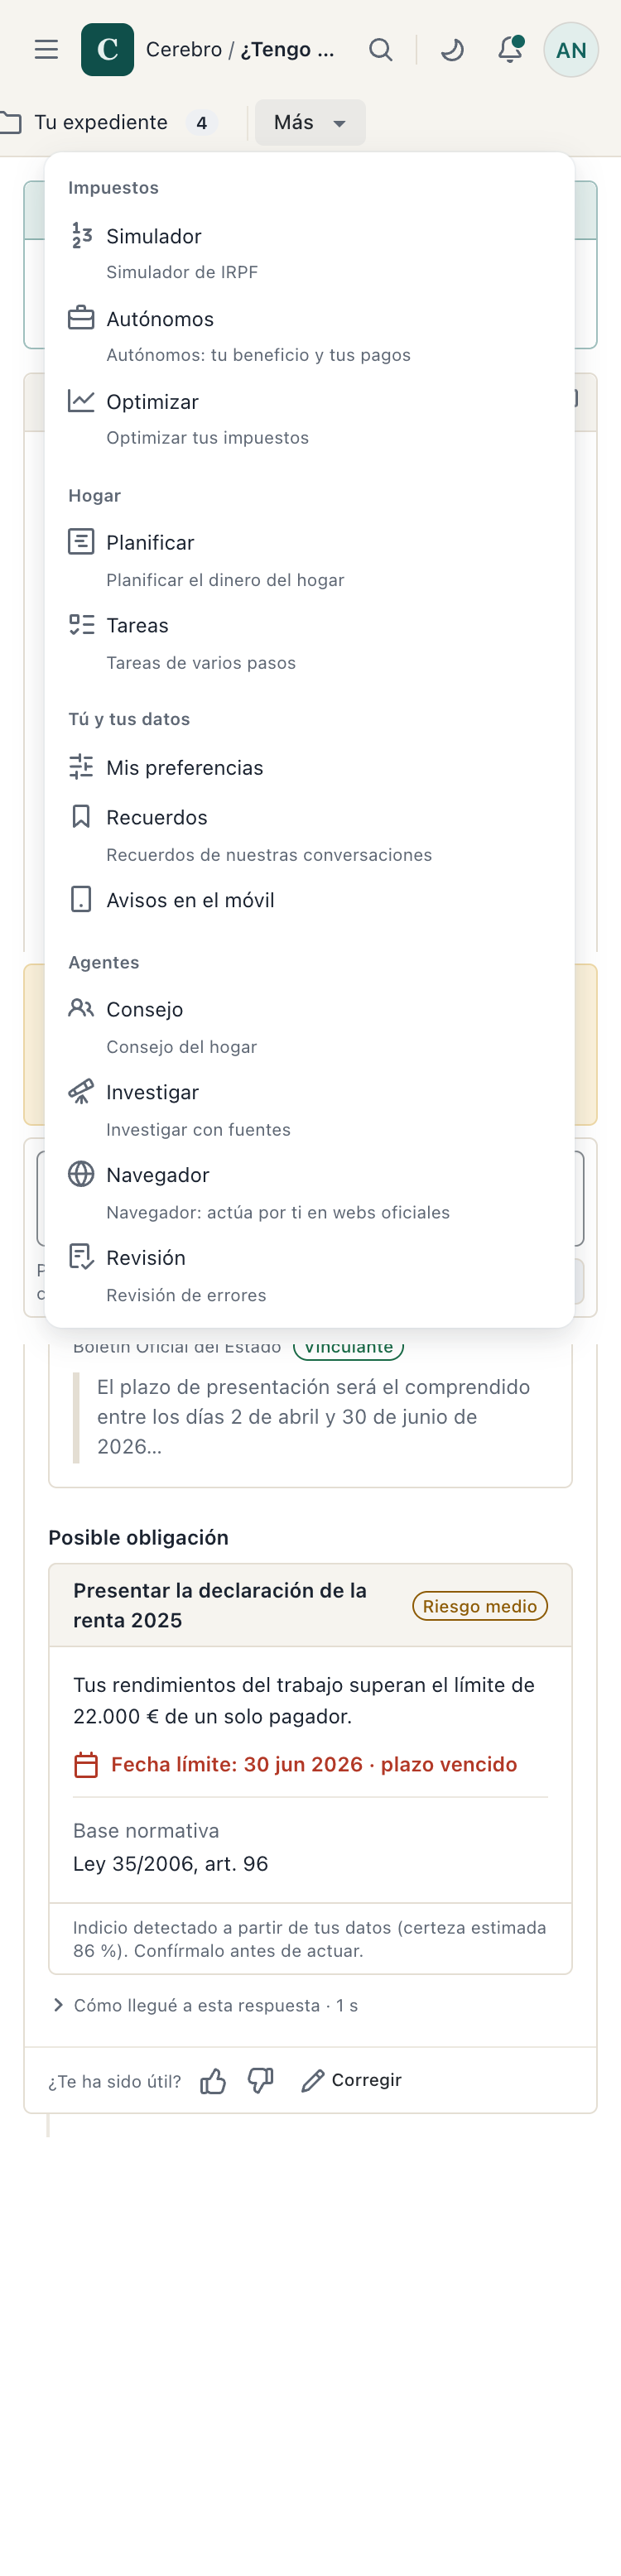 C Cerebro / ¿Tengo ... AN
Tu expediente 4 Más
Impuestos
Simulador
Simulador de IRPF
Autónomos
Autónomos: tu beneficio y tus pagos
Optimizar
Optimizar tus impuestos
Hogar
Planificar
Planificar el dinero del hogar
Tareas
Tareas de varios pasos
Tú y tus datos
Mis preferencias
Recuerdos
Recuerdos de nuestras conversaciones
Avisos en el móvil
Agentes
Consejo
Consejo del hogar
Investigar
Investigar con fuentes
Navegador
Navegador: actúa por ti en webs oficiales
Revisión
Revisión de errores
Boletín Oficial del Estado Vinculante
El plazo de presentación será el comprendido
entre los días 2 de abril y 30 de junio de
2026...
Posible obligación
Presentar la declaración de la
renta 2025
Riesgo medio
Tus rendimientos del trabajo superan el límite de
22.000 € de un solo pagador.
Fecha límite: 30 jun 2026 · plazo vencido
Base normativa
Ley 35/2006, art. 96
Indicio detectado a partir de tus datos (certeza estimada
86 %). Confírmalo antes de actuar.
Cómo llegué a esta respuesta · 1 s
¿Te ha sido útil? Corregir